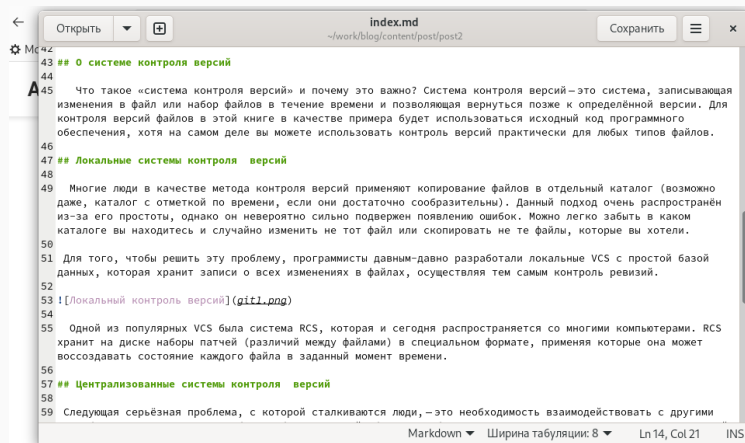 Открыть
index.md
~/work/blog/content/post/post2
Сохранить
42
43 ## О системе контроля версий
44
45 Что такое «система контроля версий» и почему это важно? Система контроля версий — это система, записывающая
изменения в файл или набор файлов в течение времени и позволяющая вернуться позже к определённой версии. Для
контроля версий файлов в этой книге в качестве примера будет использоваться исходный код программного
обеспечения, хотя на самом деле вы можете использовать контроль версий практически для любых типов файлов.
46
47 ## Локальные системы контроля  версий
48
49 Многие люди в качестве метода контроля версий применяют копирование файлов в отдельный каталог (возможно
даже, каталог с отметкой по времени, если они достаточно сообразительны). Данный подход очень распространён
из-за его простоты, однако он невероятно сильно подвержен появлению ошибок. Можно легко забыть в каком
каталоге вы находитесь и случайно изменить не тот файл или скопировать не те файлы, которые вы хотели.
50
51 Для того, чтобы решить эту проблему, программисты давным-давно разработали локальные VCS с простой базой
данных, которая хранит записи о всех изменениях в файлах, осуществляя тем самым контроль ревизий.
52
53 ![Локальный контроль версий](git1.png)
54
55 Одной из популярных VCS была система RCS, которая и сегодня распространяется со многими компьютерами. RCS
хранит на диске наборы патчей (различий между файлами) в специальном формате, применяя которые она может
воссоздавать состояние каждого файла в заданный момент времени.
56
57 ## Централизованные системы контроля  версий
58
59 Следующая серьёзная проблема, с которой сталкиваются люди, — это необходимость взаимодействовать с другими
Markdown
Ширина табуляции: 8
Ln 14, Col 21
INS